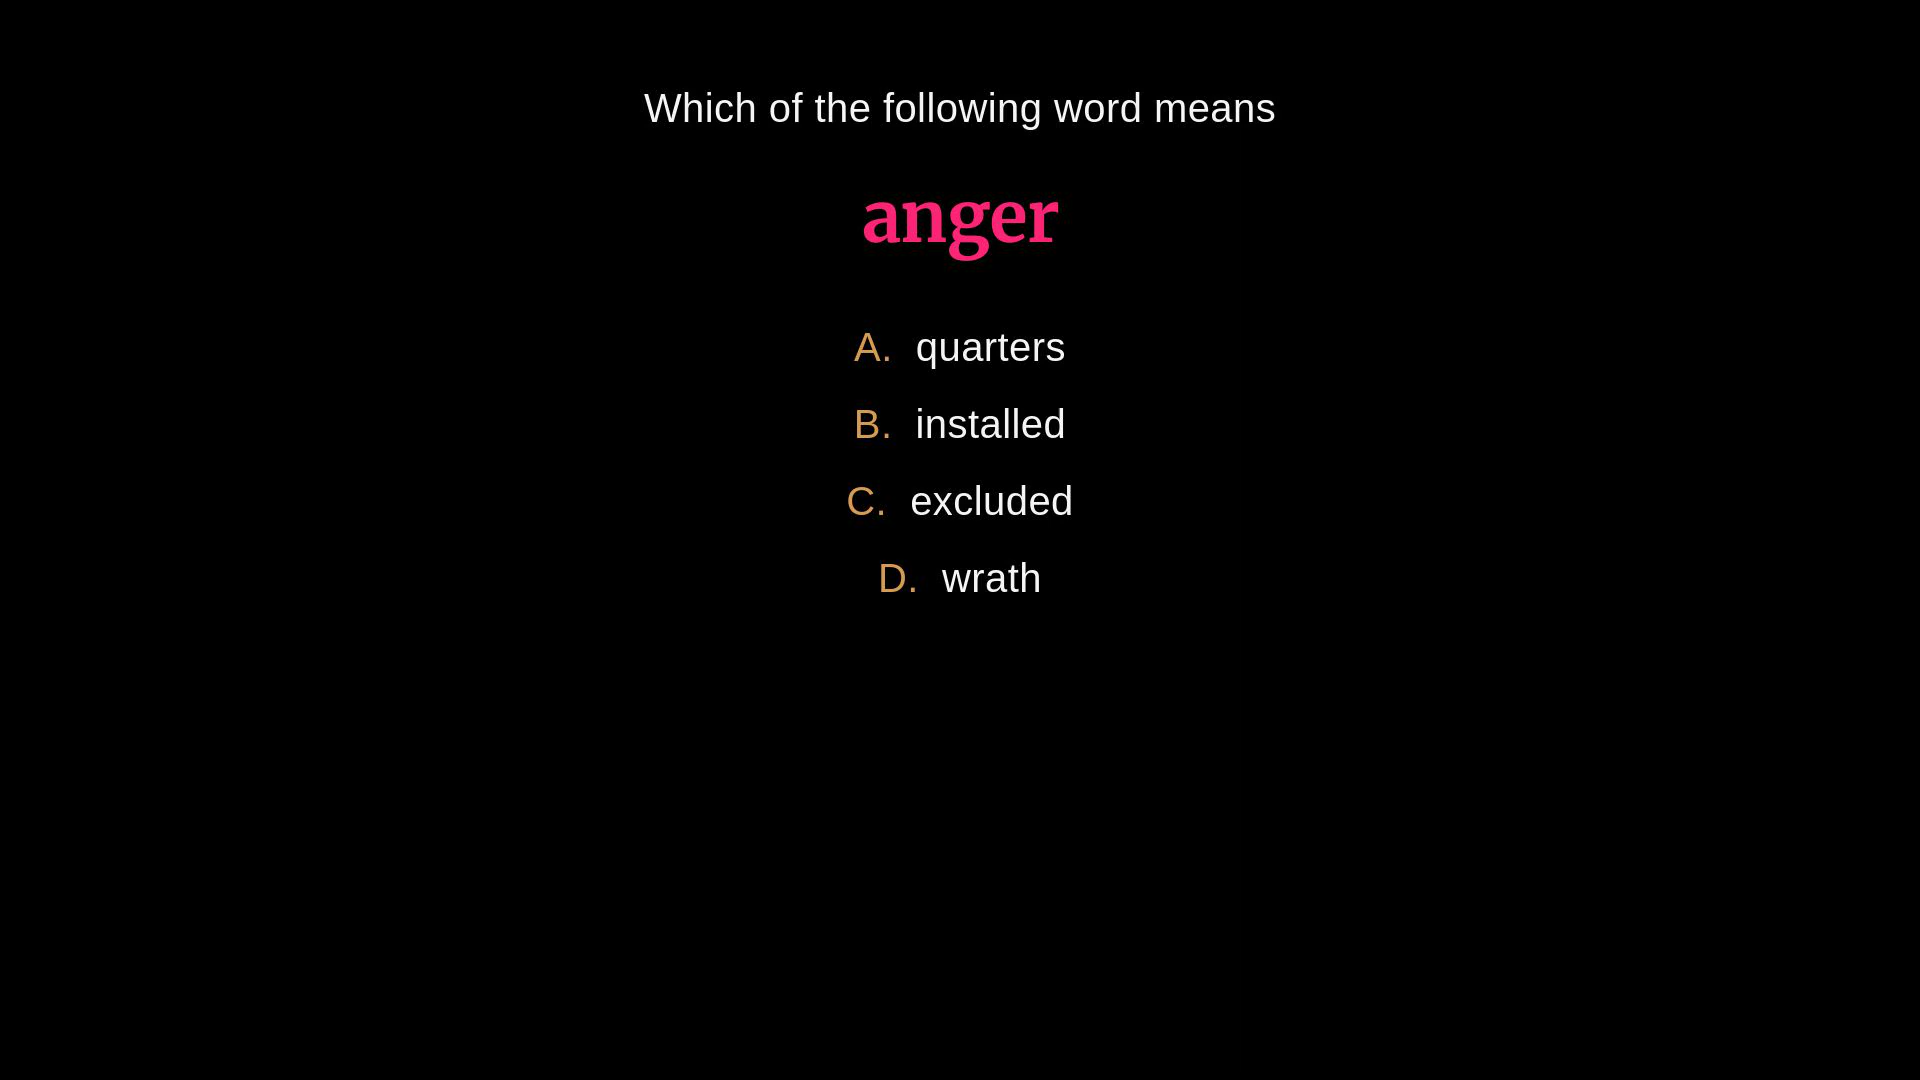 Which of the following word means
anger
A. quarters
B. installed
C. excluded
D. wrath